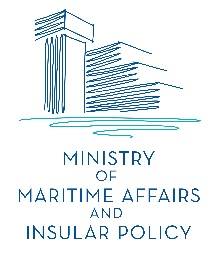 MINISTRY
OF
MARITIME AFFAIRS
AND
INSULAR POLICY